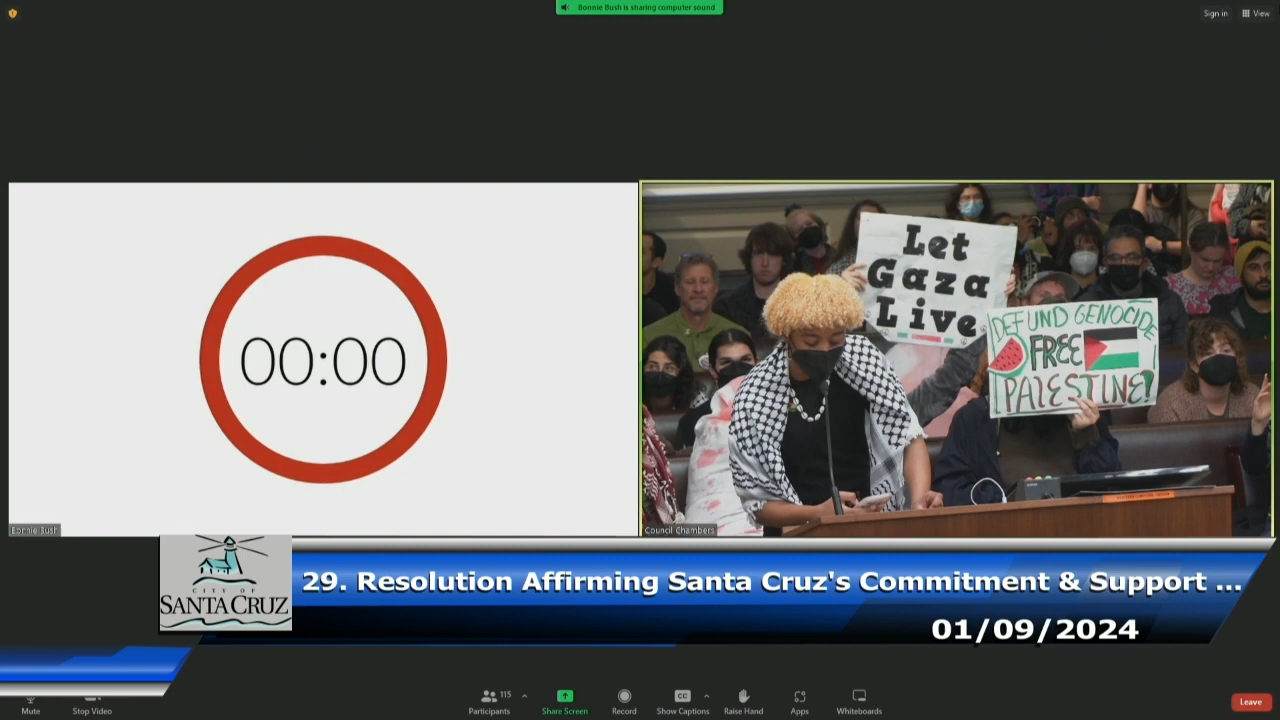 Bonnie Bush is sharing computer sound
Sign in
View
00:00
Let
Gaza
Live
DEFUND GENOCIDE
FREE
PALESTINE!
Bonnie Bush
Council Chambers
CITY OF
SANTA CRUZ
29. Resolution Affirming Santa Cruz's Commitment & Support ...
01/09/2024
Mute
Stop Video
Participants
115
Share Screen
CC
Record
Show Captions
Raise Hand
Apps
Whiteboards
Leave